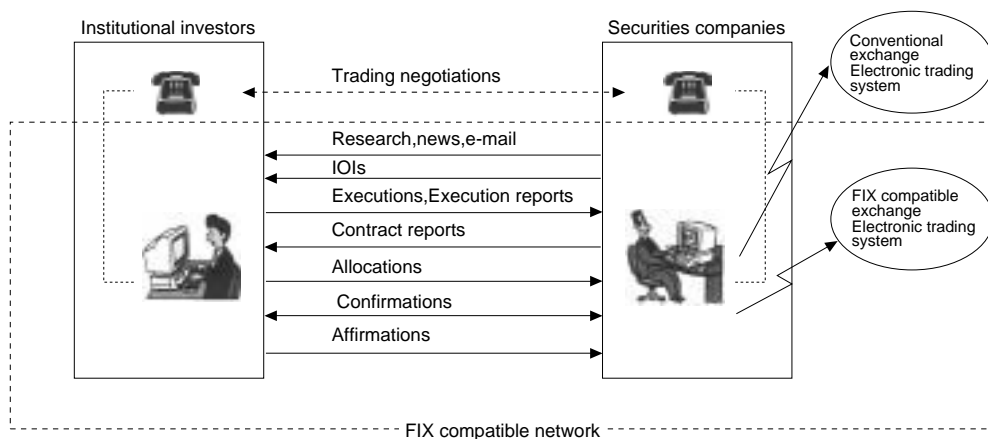 Institutional investors
Securities companies
Conventional
exchange
Electronic trading
system
Trading negotiations
Research,news,e-mail
IOIs
Executions,Execution reports
Contract reports
Allocations
Confirmations
Affirmations
FIX compatible
exchange
Electronic trading
system
FIX compatible network